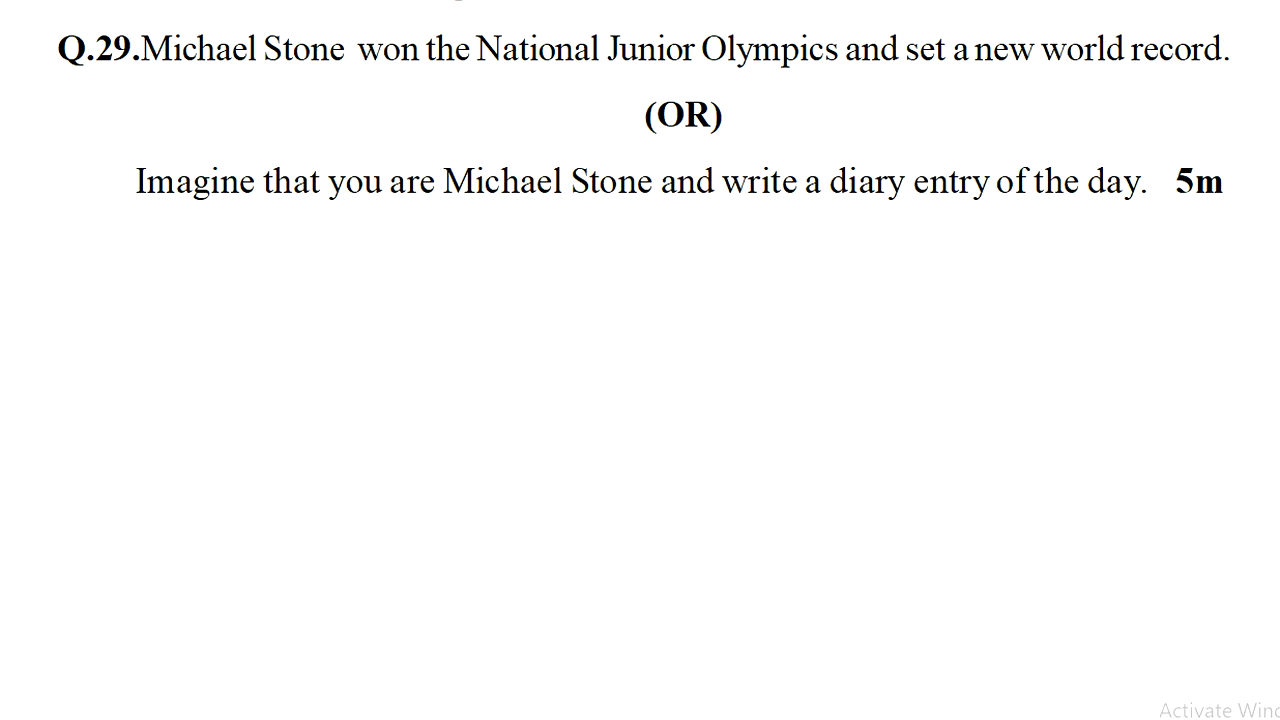 Q.29.Michael Stone won the National Junior Olympics and set a new world record.
(OR)
Imagine that you are Michael Stone and write a diary entry of the day. 5m
Activate Wind